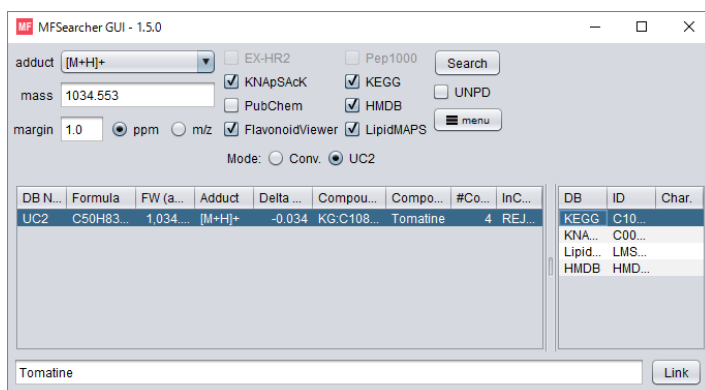 MF MFSearcher GUI - 1.5.0
adduct [M+H]+ EX-HR2 Pep1000 Search
KNApSAcK KEGG UNPD
mass 1034.553 PubChem HMDB menu
margin 1.0 ppm m/z FlavonoidViewer LipidMAPS
Mode: Conv. UC2
DB N... Formula FW (a... Adduct Delta ... Compou... Compo... #Co... InC... DB ID Char.
UC2 C50H83... 1,034.... [M+H]+ -0.034 KG:C108... Tomatine 4 REJ... KEGG C10...
KNA... C00...
Lipid... LMS...
HMDB HMD...
Tomatine Link